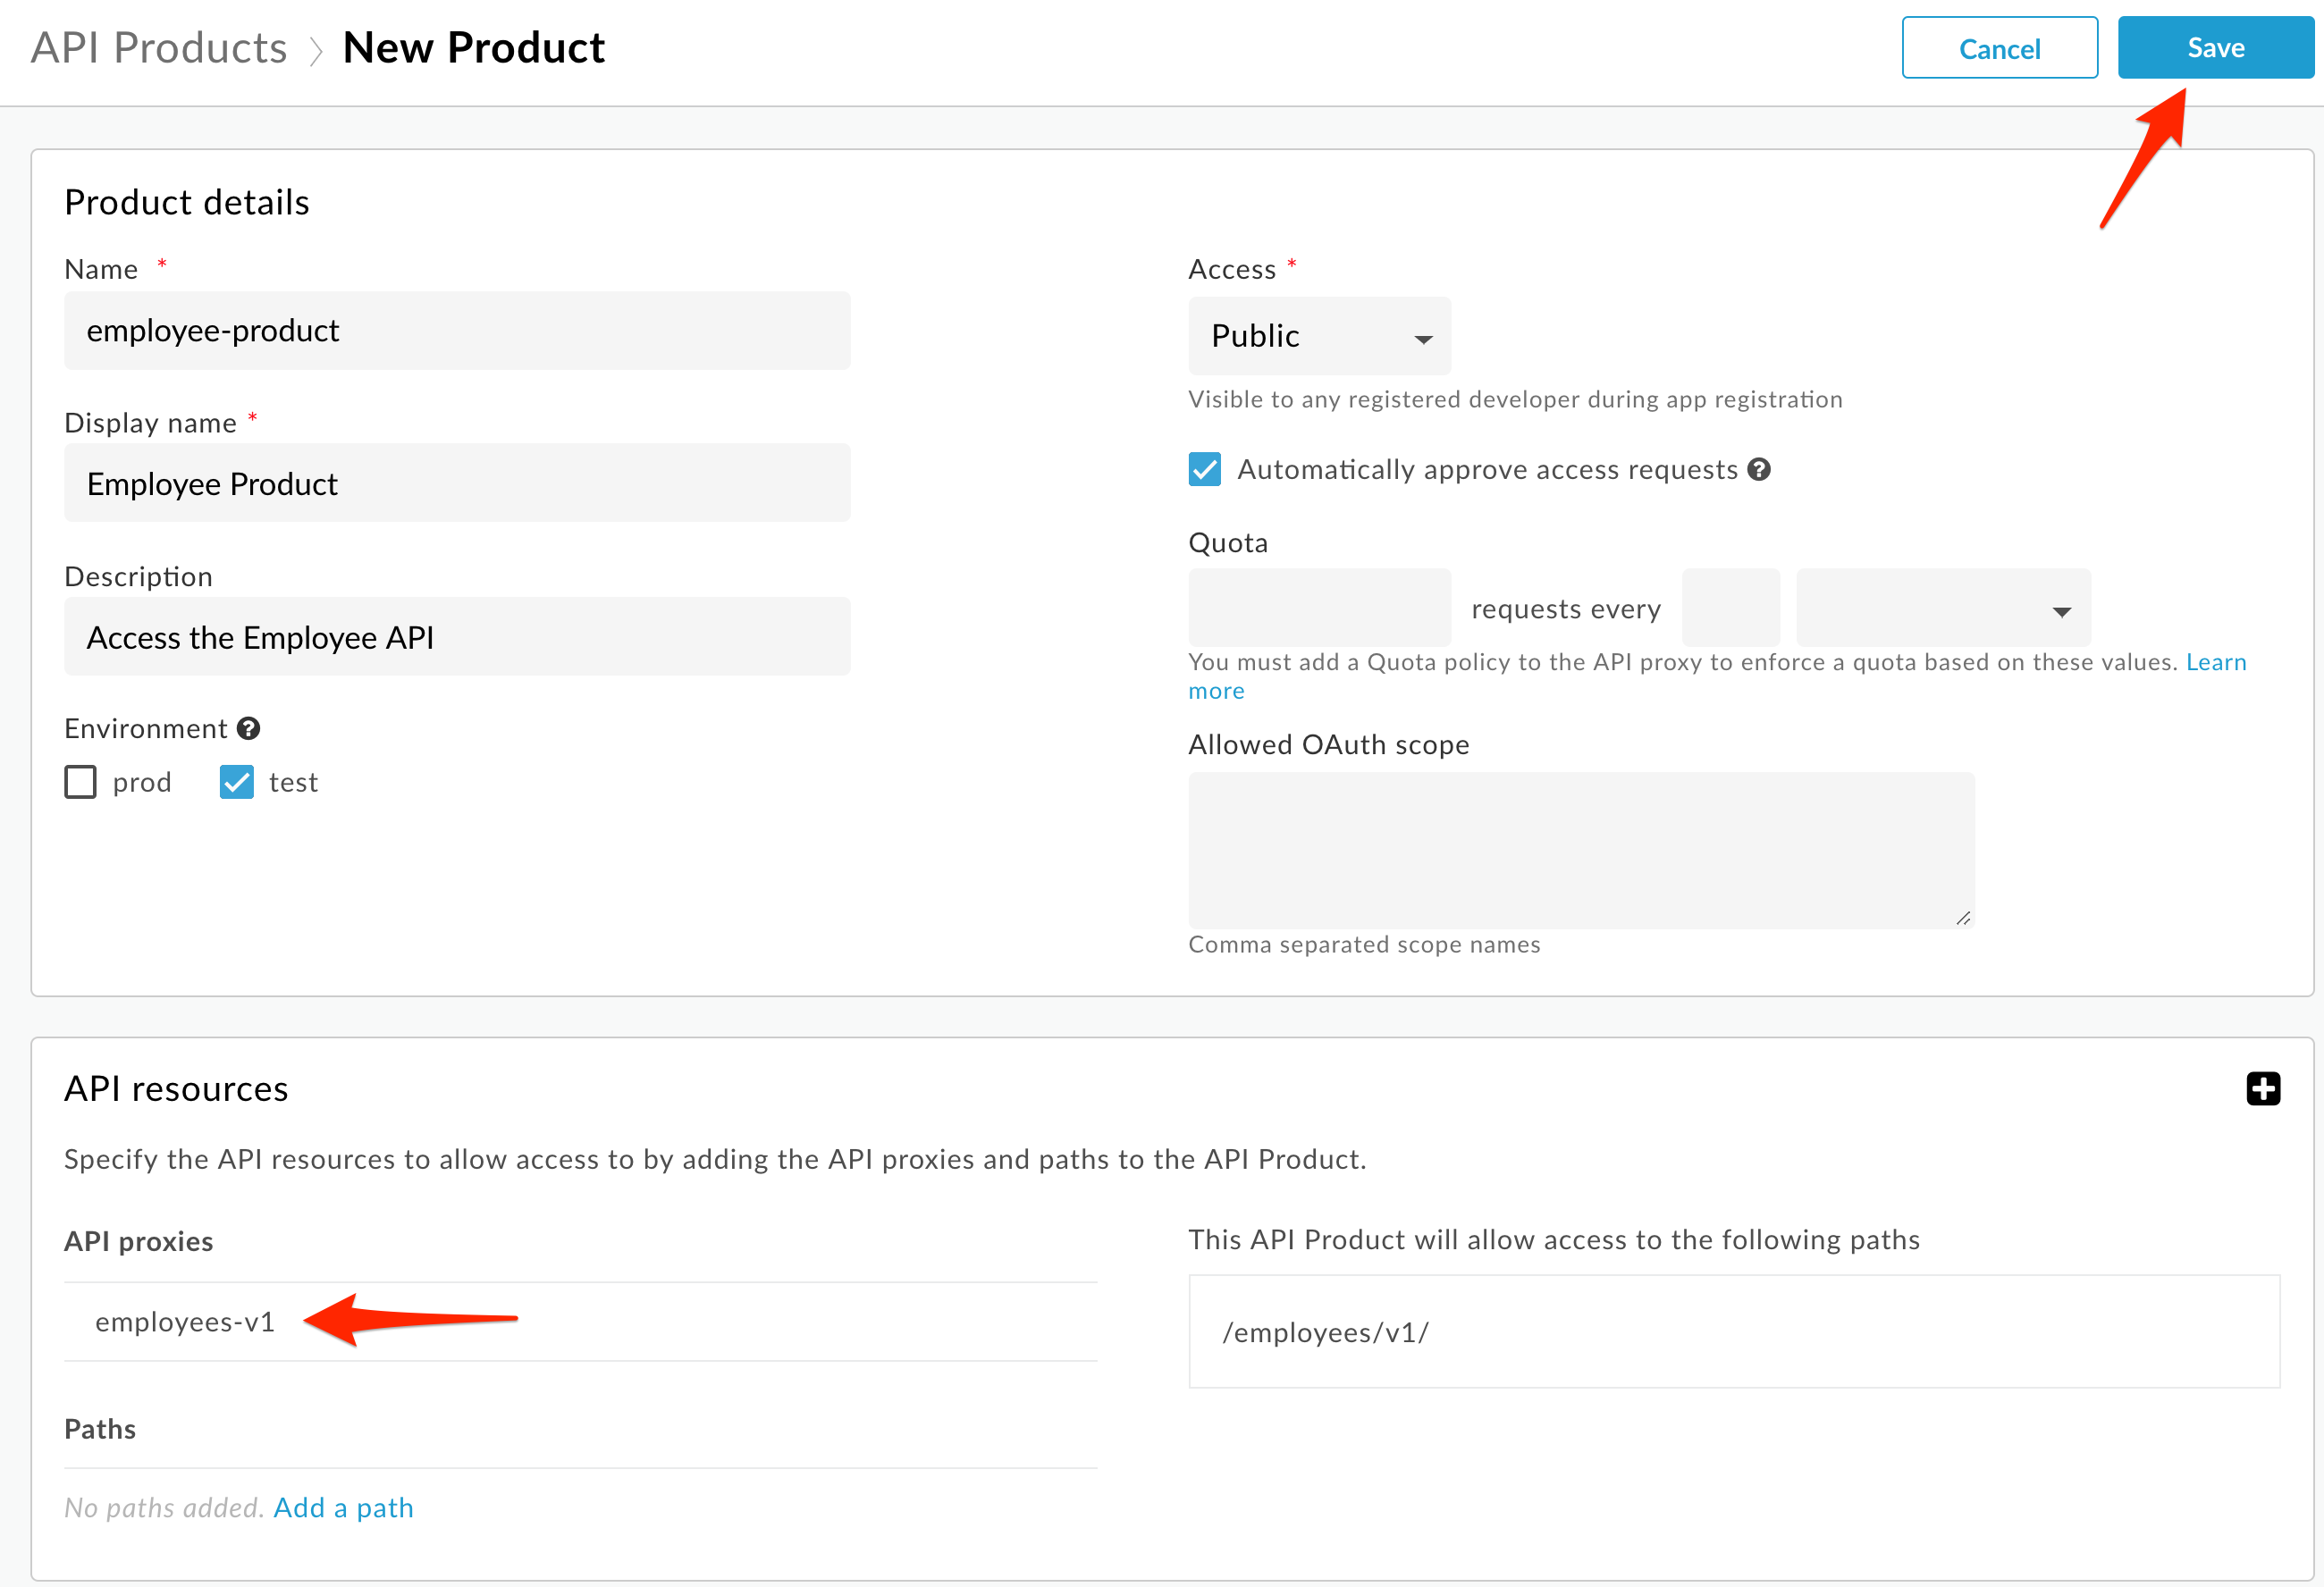 API Products › New Product
Cancel
Save
Product details
Name *
employee-product
Display name *
Employee Product
Description
Access the Employee API
Environment ?
prod
test
Access *
Public
Visible to any registered developer during app registration
Automatically approve access requests ?
Quota
requests every
You must add a Quota policy to the API proxy to enforce a quota based on these values. Learn
more
Allowed OAuth scope
Comma separated scope names
API resources
Specify the API resources to allow access to by adding the API proxies and paths to the API Product.
API proxies
employees-v1
Paths
No paths added. Add a path
This API Product will allow access to the following paths
/employees/v1/